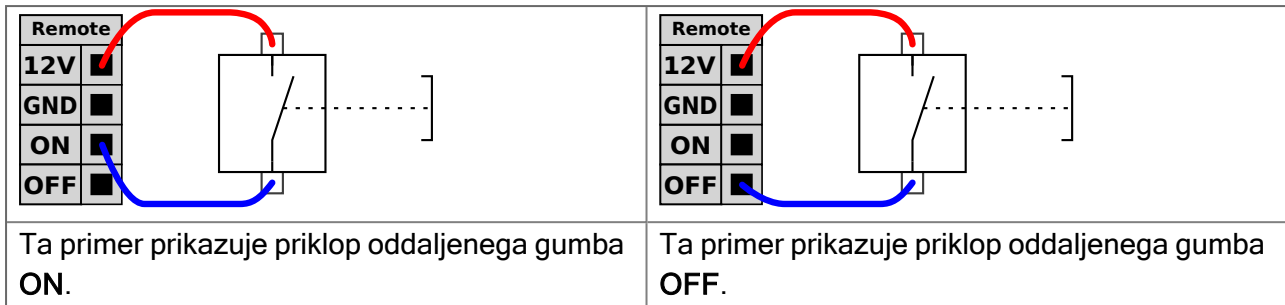 Remote
12V
GND
ON
OFF
Remote
12V
GND
ON
OFF
Ta primer prikazuje priklop oddaljenega gumba
ON.
Ta primer prikazuje priklop oddaljenega gumba
OFF.